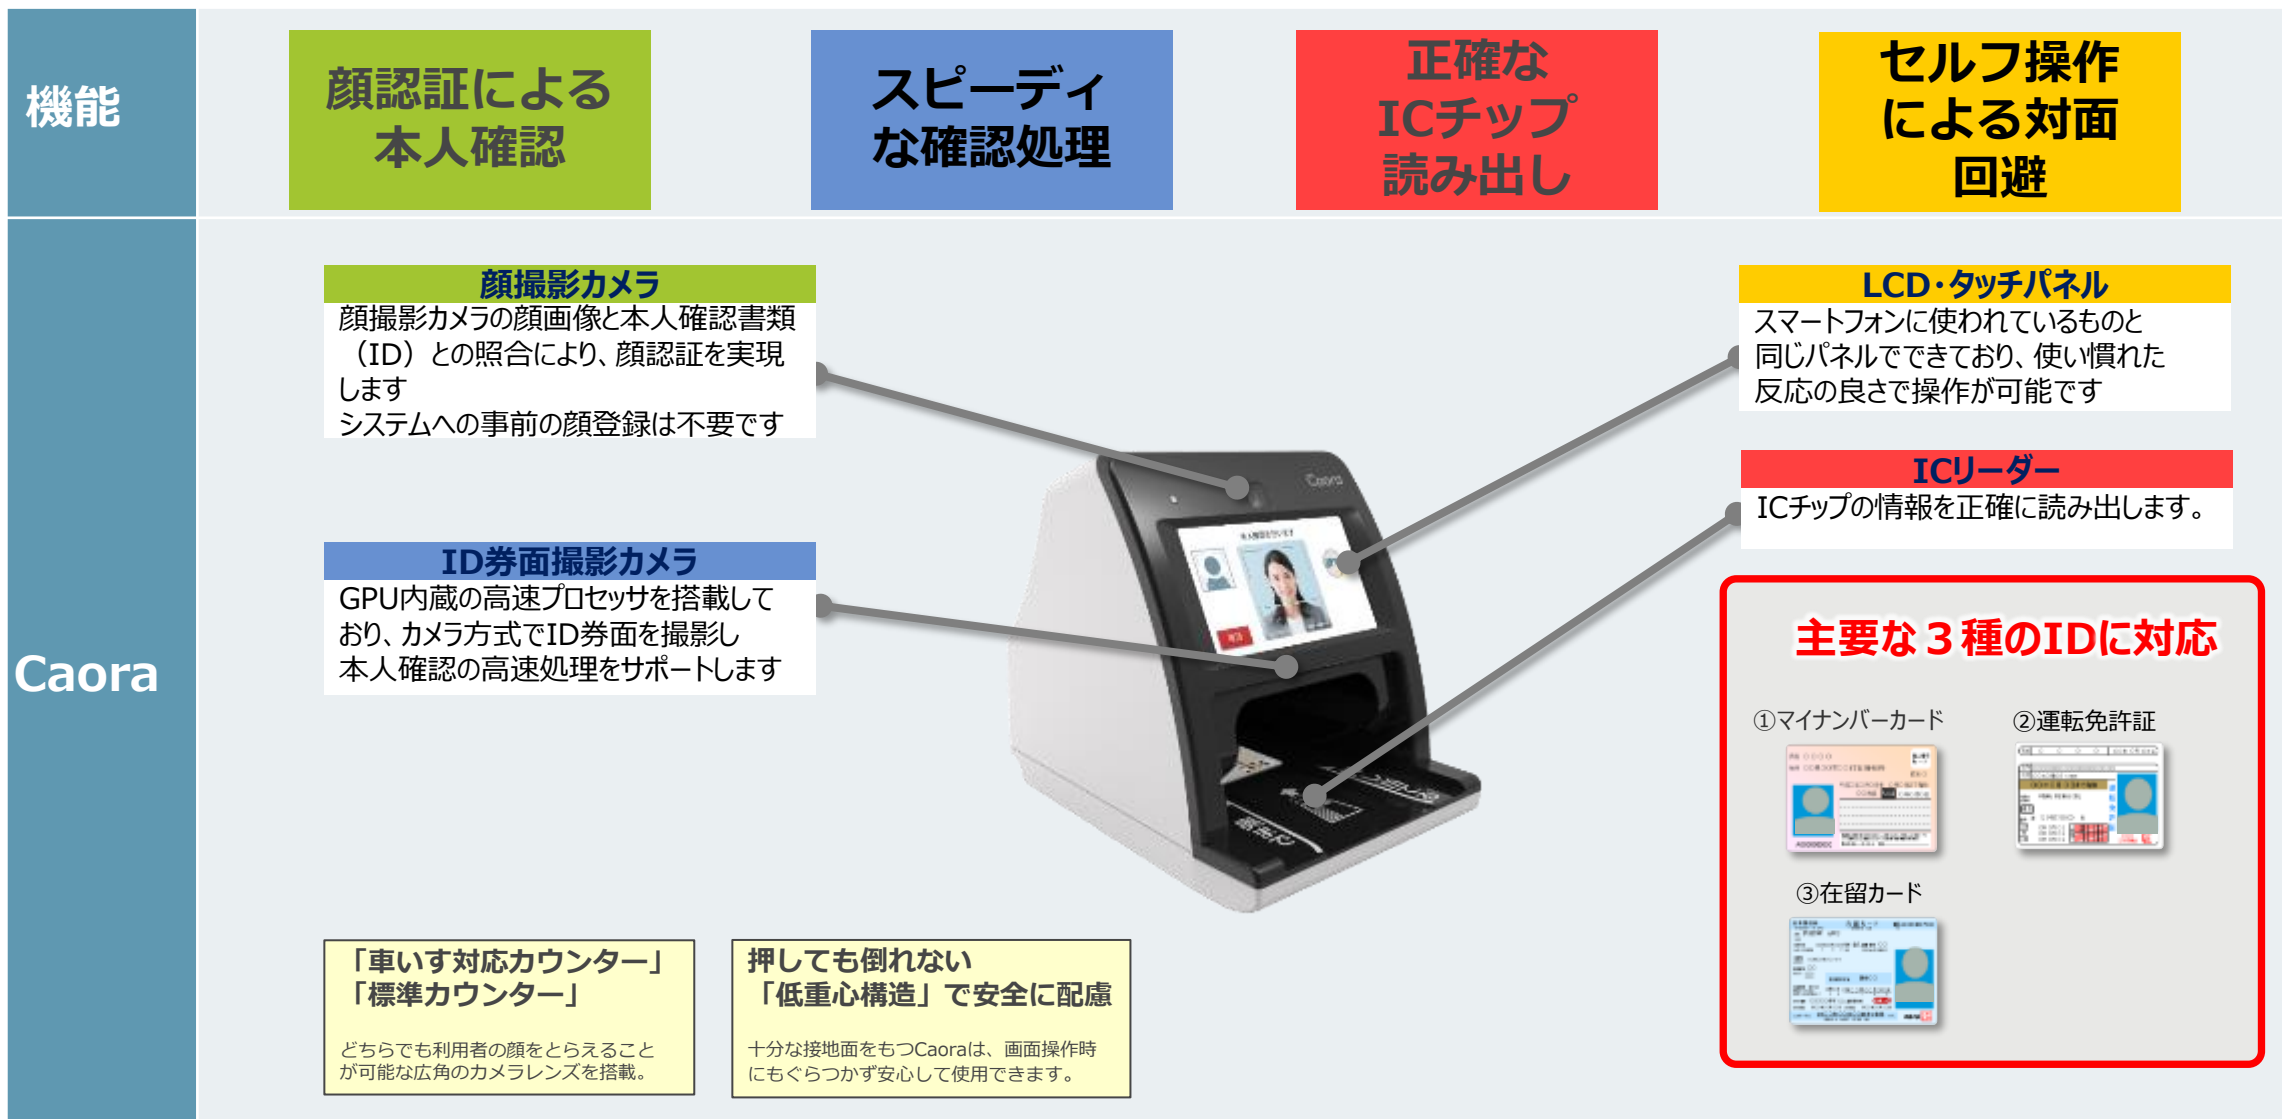 機能
顔認証による
本人確認
スピーディ
な確認処理
正確な
ICチップ
読み出し
セルフ操作
による対面
回避
Caora
顔撮影カメラ
顔撮影カメラの顔画像と本人確認書類
（ID）との照合により、顔認証を実現
します
システムへの事前の顔登録は不要です
ID券面撮影カメラ
GPU内蔵の高速プロセッサを搭載して
おり、カメラ方式でID券面を撮影し
本人確認の高速処理をサポートします
Caora
LCD・タッチパネル
スマートフォンに使われているものと
同じパネルでできており、使い慣れた
反応の良さで操作が可能です
ICリーダー
ICチップの情報を正確に読み出します。
主要な３種のIDに対応
①マイナンバーカード
②運転免許証
③在留カード
「車いす対応カウンター」
「標準カウンター」
どちらでも利用者の顔をとらえること
が可能な広角のカメラレンズを搭載。
押しても倒れない
「低重心構造」で安全に配慮
十分な接地面をもつCaoraは、画面操作時
にもぐらつかず安心して使用できます。